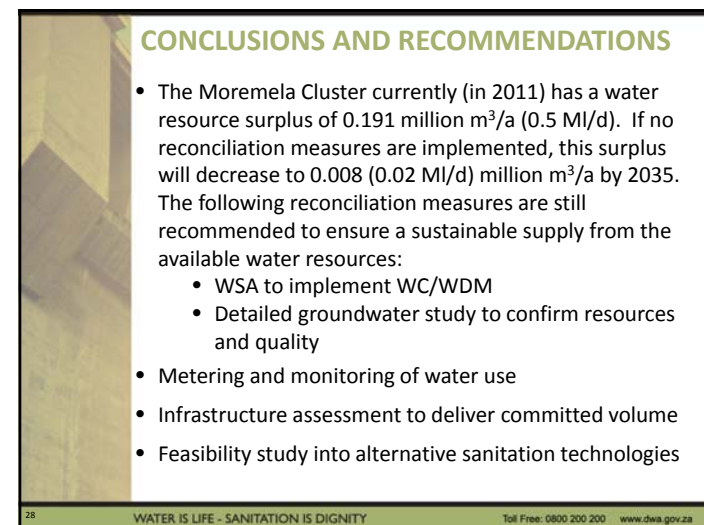 CONCLUSIONS AND RECOMMENDATIONS
• The Moremela Cluster currently (in 2011) has a water
resource surplus of 0.191 million m³/a (0.5 Ml/d). If no
reconciliation measures are implemented, this surplus
will decrease to 0.008 (0.02 Ml/d) million m³/a by 2035.
The following reconciliation measures are still
recommended to ensure a sustainable supply from the
available water resources:
• WSA to implement WC/WDM
• Detailed groundwater study to confirm resources
and quality
• Metering and monitoring of water use
• Infrastructure assessment to deliver committed volume
• Feasibility study into alternative sanitation technologies
28 WATER IS LIFE - SANITATION IS DIGNITY Toll Free: 0800 200 200 www.dwa.gov.za